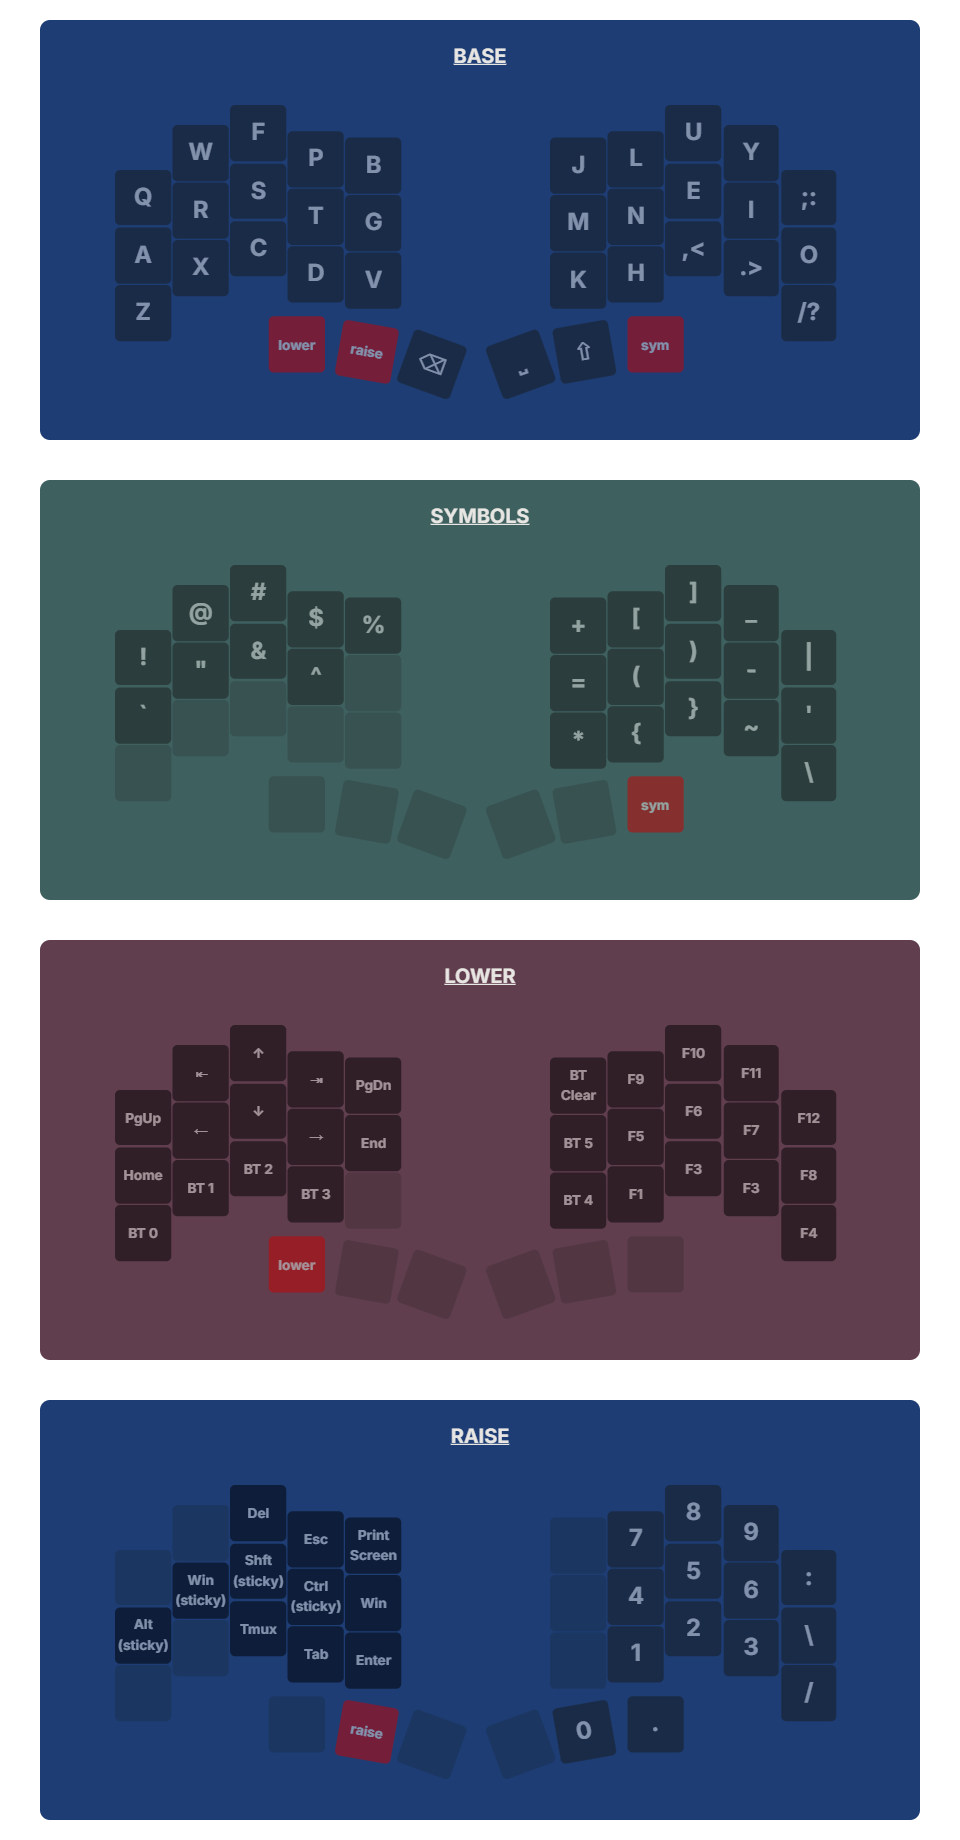 BASE
Q W F P B J L U Y ;:
A R S T G M N E I O
Z X C D V K H ,< .> /?
lower raise ⌫ ␣ ⇧ sym
SYMBOLS
! @ # $ % + [ ] _ |
` " & ^ = ( ) - '
* { } ~ \
sym
LOWER
PgUp ⇤ ↑ ⇥ PgDn BT Clear F9 F10 F11 F12
Home ← ↓ → End BT 5 F5 F6 F7 F8
BT 0 BT 1 BT 2 BT 3 BT 4 F1 F3 F3 F4
lower
RAISE
Del Esc Print Screen 7 8 9 :
Alt (sticky) Win (sticky) Shft (sticky) Ctrl (sticky) Win 4 5 6 \
Tmux Tab Enter 1 2 3 /
raise 0 .